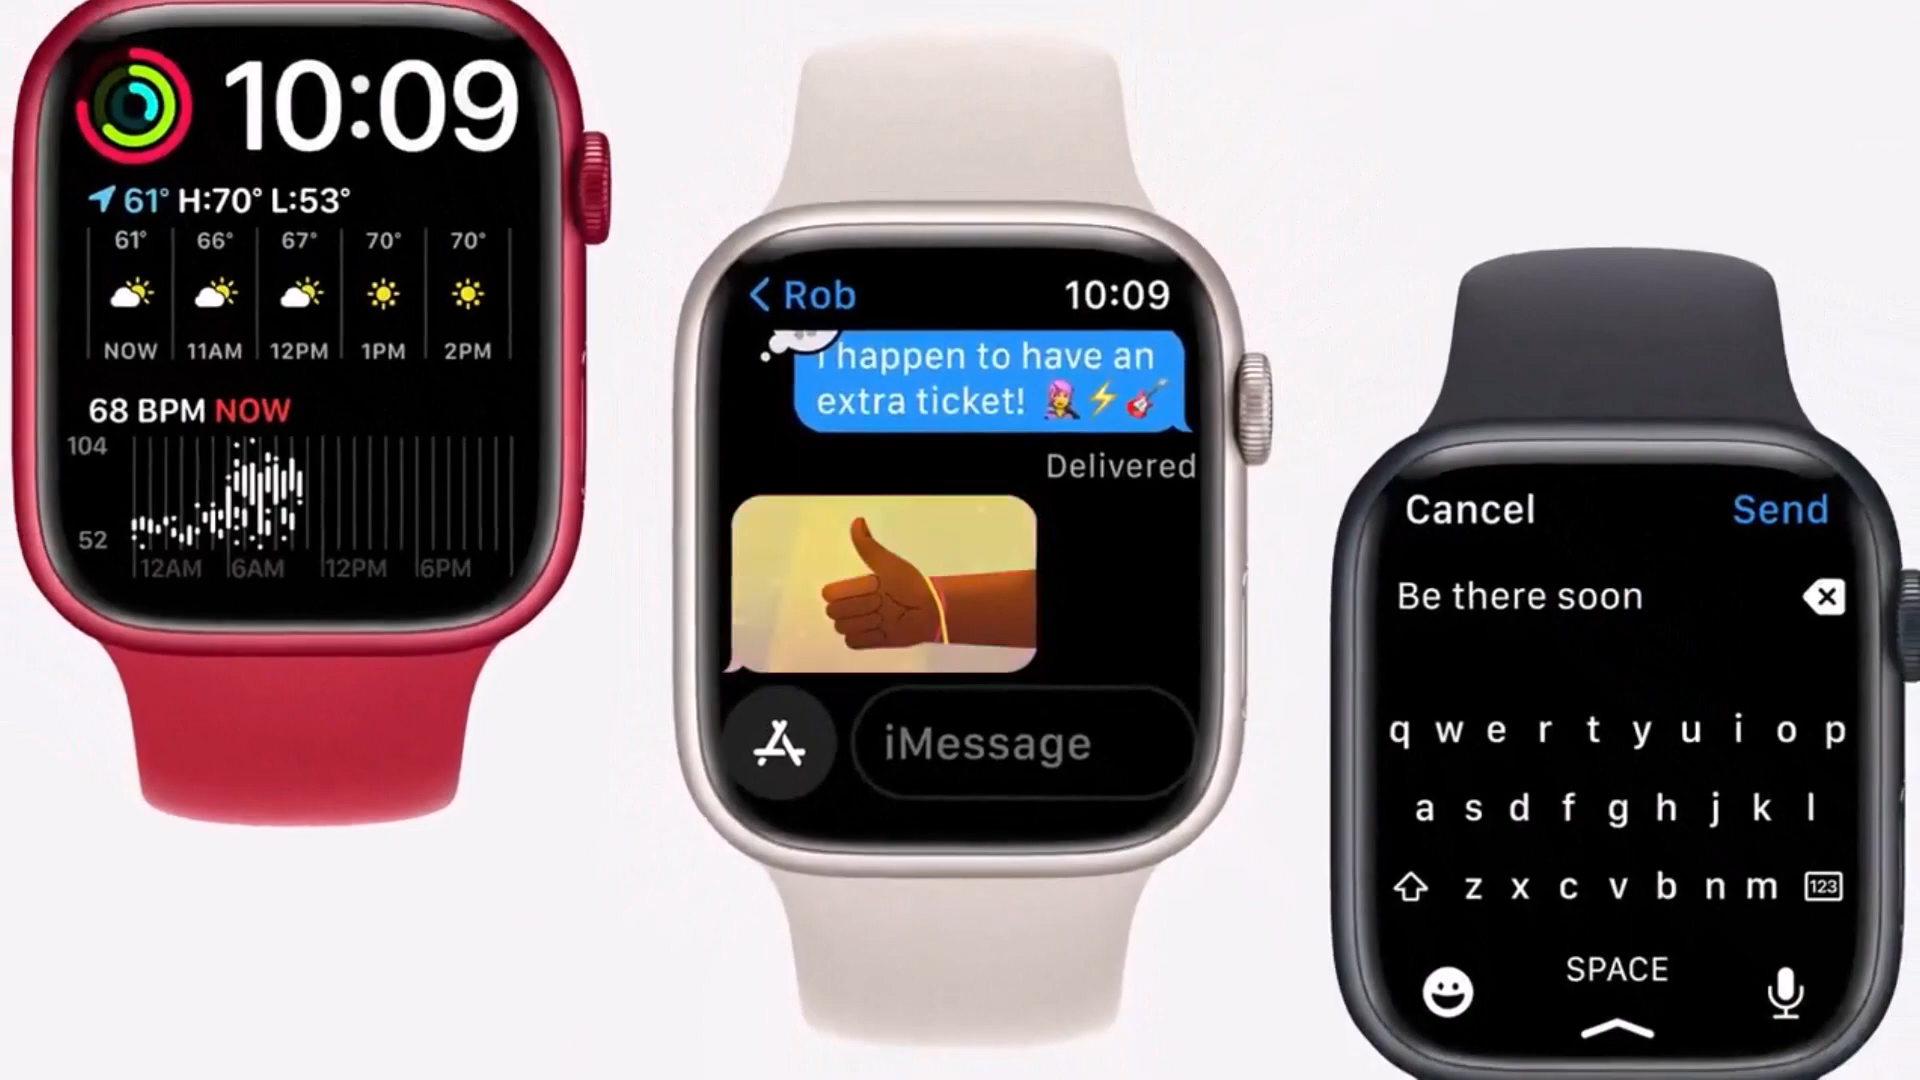 10:09
61° H:70° L:53°
61° 66° 67° 70° 70°
NOW 11AM 12PM 1PM 2PM
68 BPM NOW
104
52
12AM 6AM 12PM 6PM
Rob 10:09
I happen to have an
extra ticket!
Delivered
iMessage
Cancel Send
Be there soon
q w e r t y u i o p
a s d f g h j k l
z x c v b n m 123
SPACE